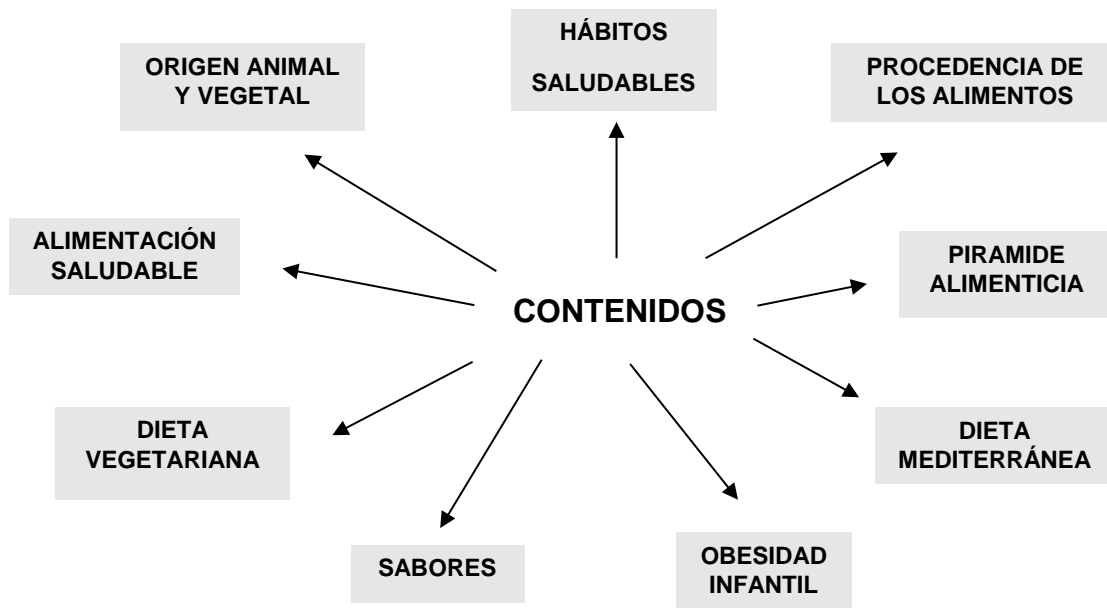 HÁBITOS
SALUDABLES
ORIGEN ANIMAL
Y VEGETAL
PROCEDENCIA DE
LOS ALIMENTOS
ALIMENTACIÓN
SALUDABLE
PIRAMIDE
ALIMENTICIA
CONTENIDOS
DIETA
VEGETARIANA
DIETA
MEDITERRÁNEA
SABORES
OBESIDAD
INFANTIL